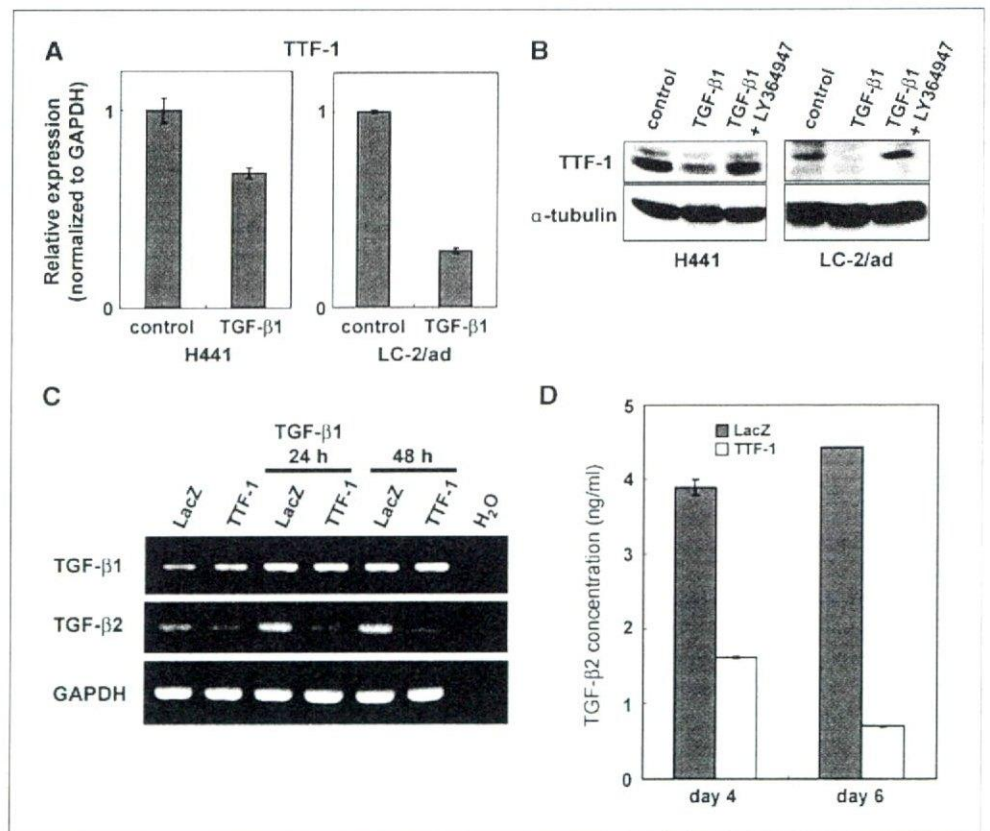 A
TTF-1
Relative expression
(normalized to GAPDH)
1
0
control TGF-β1
H441
1
0
control TGF-β1
LC-2/ad
B
control
TGF-β1
TGF-β1
+ LY364947
control
TGF-β1
TGF-β1
+ LY364947
TTF-1
α-tubulin
H441
LC-2/ad
C
TGF-β1
24 h
48 h
LacZ
TTF-1
LacZ
TTF-1
LacZ
TTF-1
H₂O
TGF-β1
TGF-β2
GAPDH
D
TGF-β2 concentration (ng/ml)
5
4
3
2
1
0
LacZ
TTF-1
day 4
day 6